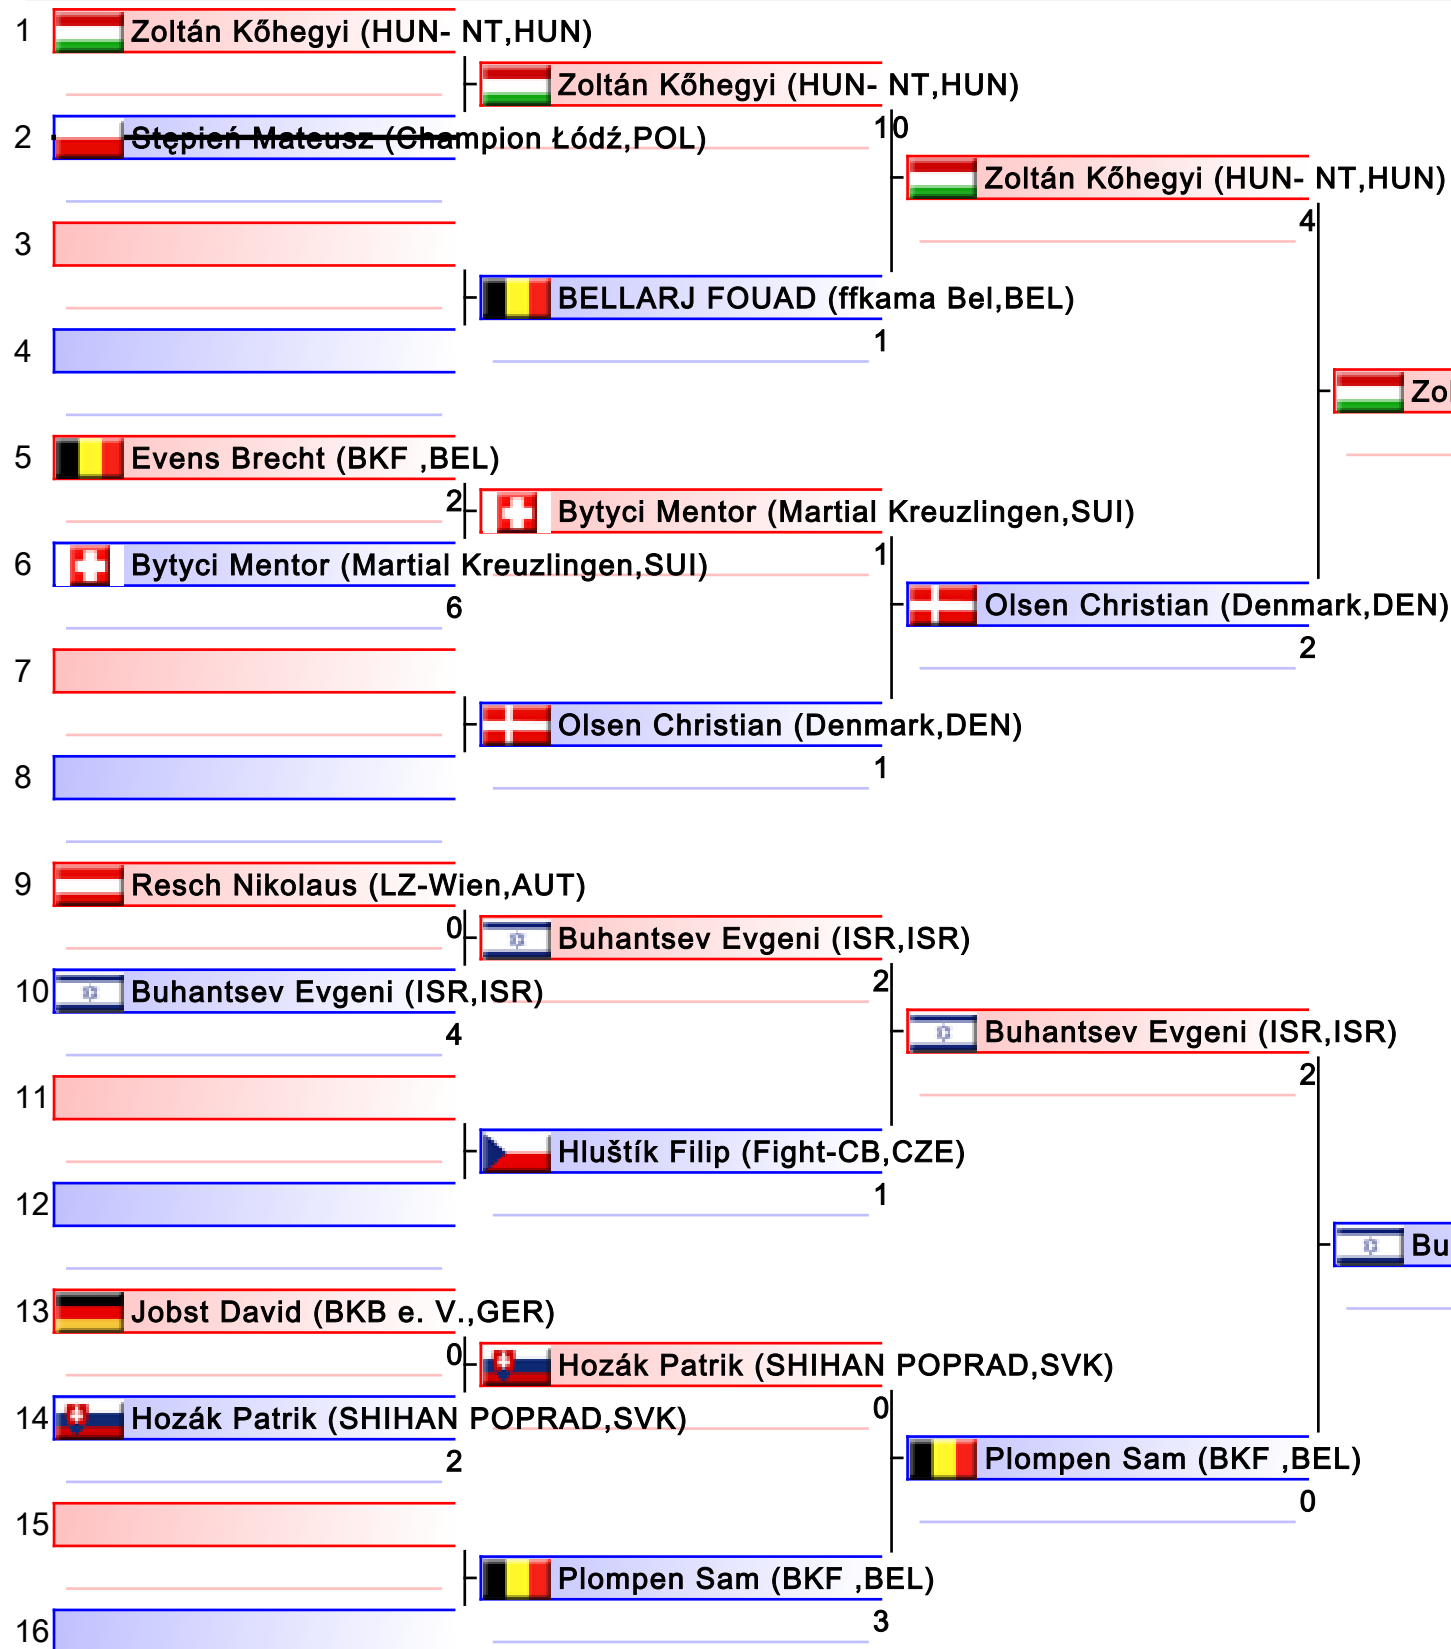 1 Zoltán Kőhegyi (HUN- NT,HUN)
Zoltán Kőhegyi (HUN- NT,HUN)
10
2 Stępień Mateusz (Champion Łódź,POL)
Zoltán Kőhegyi (HUN- NT,HUN)
4
3
BELLARJ FOUAD (ffkama Bel,BEL)
1
4
Zol
5 Evens Brecht (BKF ,BEL)
2
Bytyci Mentor (Martial Kreuzlingen,SUI)
1
6 Bytyci Mentor (Martial Kreuzlingen,SUI)
6
Olsen Christian (Denmark,DEN)
2
7
Olsen Christian (Denmark,DEN)
1
8
9 Resch Nikolaus (LZ-Wien,AUT)
0
Buhantsev Evgeni (ISR,ISR)
2
10 Buhantsev Evgeni (ISR,ISR)
4
Buhantsev Evgeni (ISR,ISR)
2
11
Hluštík Filip (Fight-CB,CZE)
1
12
Bu
13 Jobst David (BKB e. V.,GER)
0
Hozák Patrik (SHIHAN POPRAD,SVK)
0
14 Hozák Patrik (SHIHAN POPRAD,SVK)
2
Plompen Sam (BKF ,BEL)
0
15
Plompen Sam (BKF ,BEL)
3
16